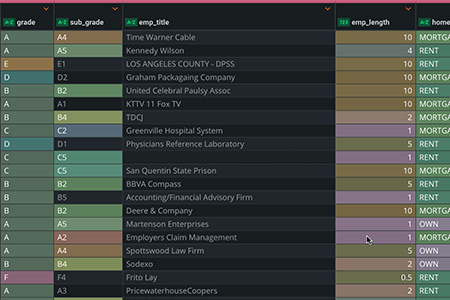 A-Z grade A-Z sub_grade A-Z emp_title 123 emp_length A-Z home
A A4 Time Warner Cable 10 MORTGA
A A5 Kennedy Wilson 4 RENT
E E1 LOS ANGELES COUNTY - DPSS 10 RENT
D D2 Graham Packagaing Company 10 MORTGA
B B2 United Celebral Paulsy Assoc 10 RENT
A A1 KTTV 11 Fox TV 10 MORTGA
B B4 TDCJ 2 MORTGA
C C2 Greenville Hospital System 1 MORTGA
D D1 Physicians Reference Laboratory 5 RENT
C C5 1 RENT
C C5 San Quentin State Prison 10 MORTGA
B B2 BBVA Compass 5 RENT
B B5 Accounting/Financial Advisory Firm 1 RENT
B B2 Deere & Company 10 MORTGA
A A5 Martenson Enterprises 1 OWN
A A2 Employers Claim Management 1 MORTGA
A A4 Spottswood Law Firm 5 OWN
B B4 Sodexo 2 OWN
F F4 Frito Lay 0.5 RENT
A A3 PricewaterhouseCoopers 2 RENT